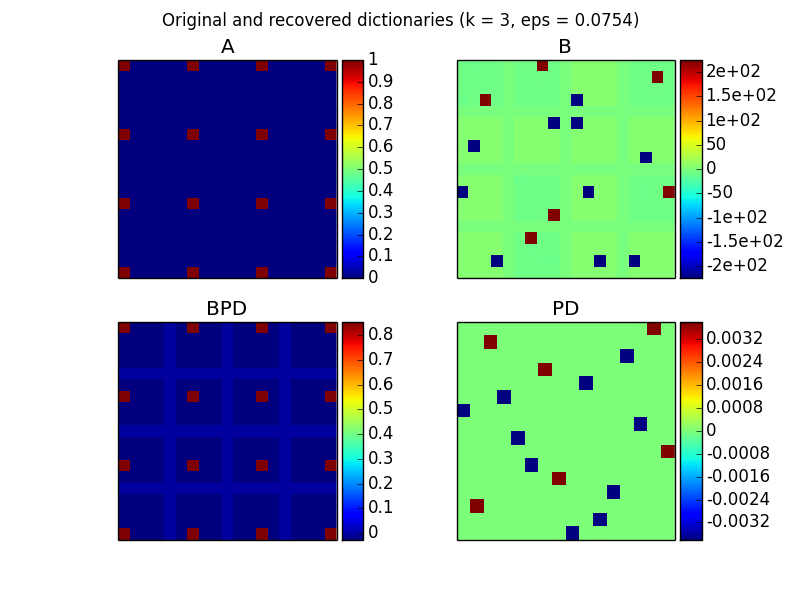 Original and recovered dictionaries (k = 3, eps = 0.0754)
A
B
1
0.9
0.8
0.7
0.6
0.5
0.4
0.3
0.2
0.1
0
2e+02
1.5e+02
1e+02
50
0
-50
-1e+02
-1.5e+02
-2e+02
BPD
PD
0.8
0.7
0.6
0.5
0.4
0.3
0.2
0.1
0
0.0032
0.0024
0.0016
0.0008
0
-0.0008
-0.0016
-0.0024
-0.0032